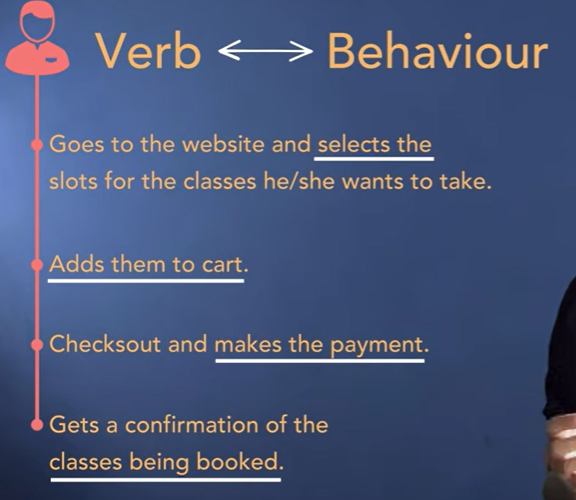 Verb Behaviour
Goes to the website and selects the
slots for the classes he/she wants to take.
Adds them to cart.
Checksout and makes the payment.
Gets a confirmation of the
classes being booked.